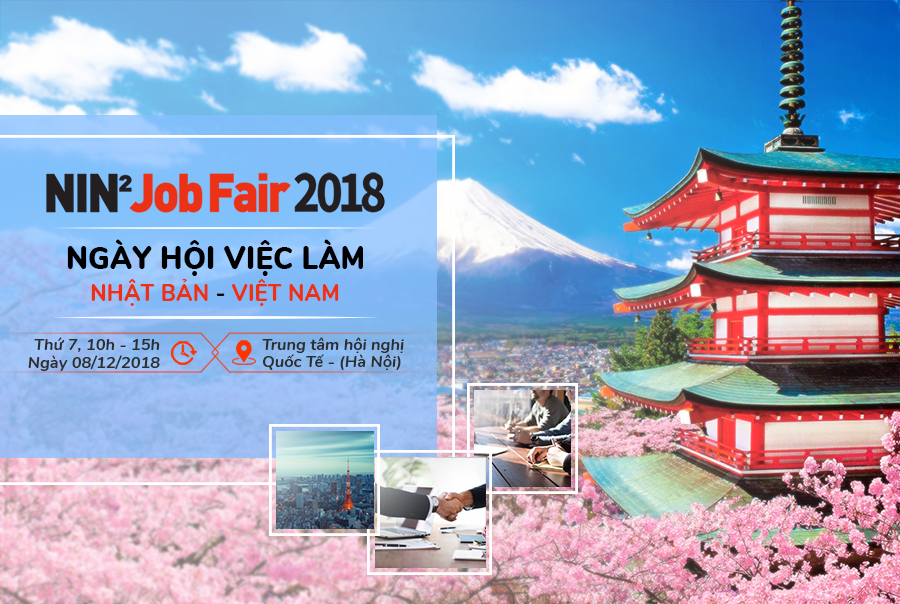 NIN² Job Fair 2018
NGÀY HỘI VIỆC LÀM
NHẬT BẢN - VIỆT NAM
Thứ 7, 10h - 15h
Ngày 08/12/2018
Trung tâm hội nghị
Quốc Tế - (Hà Nội)